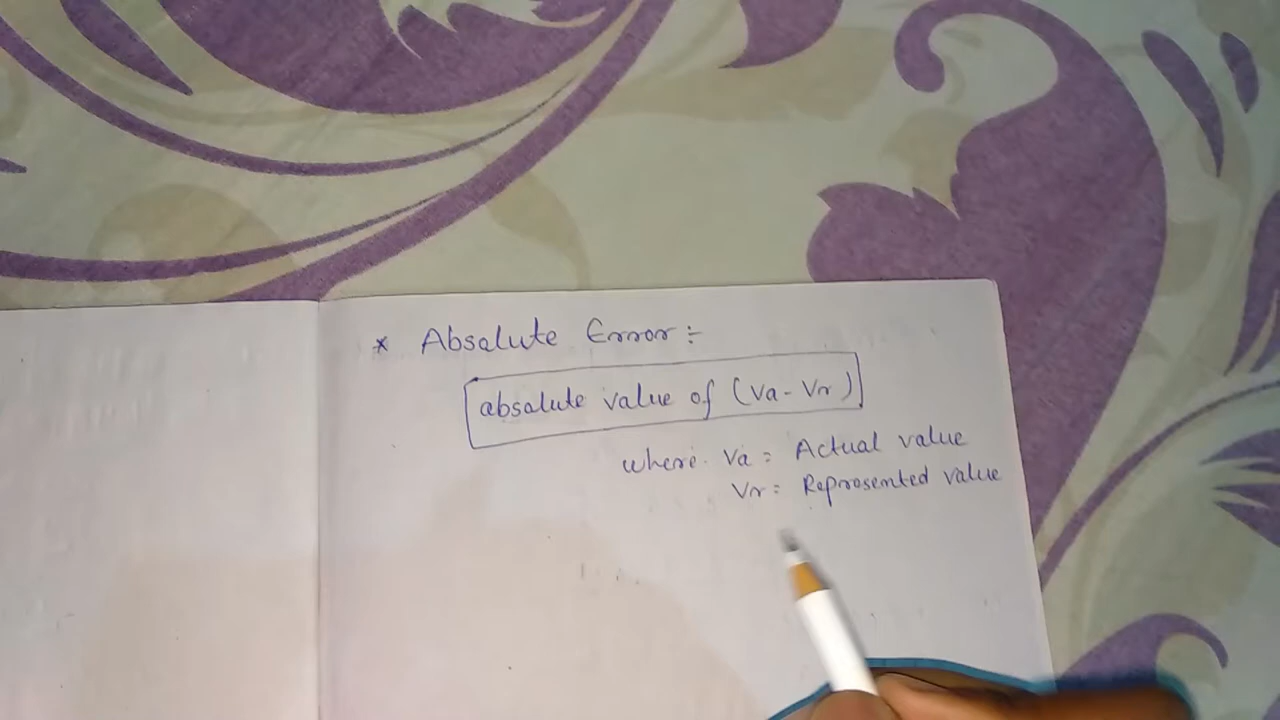 * Absolute Error :-
absolute value of (Va - Vr)
where Va = Actual value
Vr = Represented value